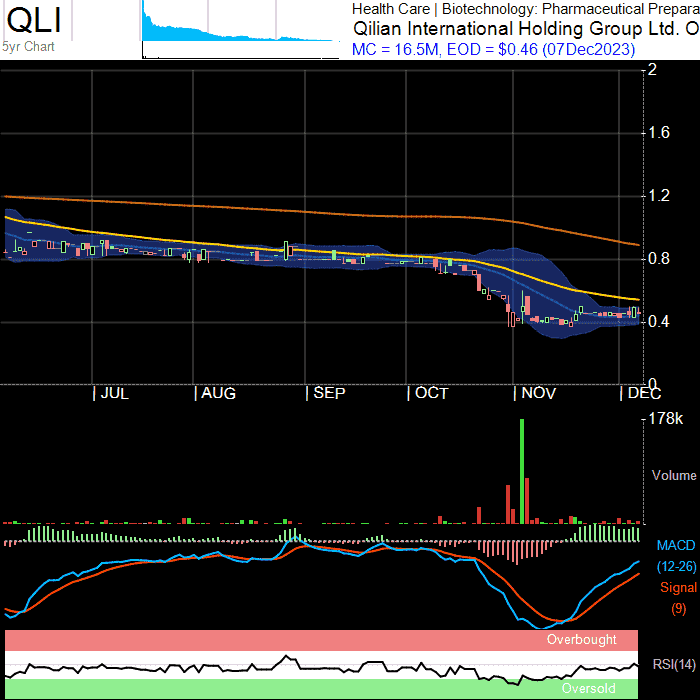 QLI
Health Care | Biotechnology: Pharmaceutical Prepara
Qilian International Holding Group Ltd. O
5yr Chart
MC = 16.5M, EOD = $0.46 (07Dec2023)
2
1.6
1.2
0.8
0.4
0
| JUL | AUG | SEP | OCT | NOV | DEC
178k
Volume
MACD
(12-26)
Signal
(9)
Overbought
RSI(14)
Oversold